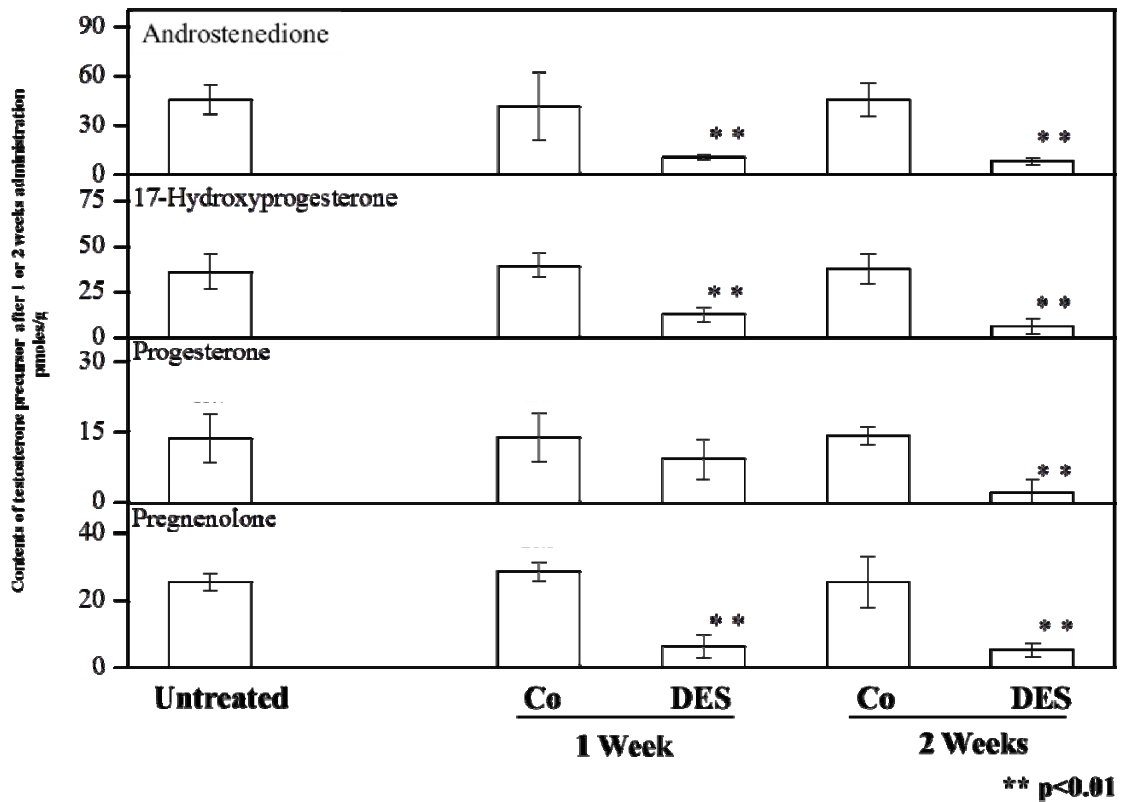 Contents of testosterone precursor after 1 or 2 weeks administration
pmoles/g
90
Androstenedione
60
30
**
**
0
75
17-Hydroxyprogesterone
50
25
**
**
0
Progesterone
30
15
**
0
Pregnenolone
40
20
**
**
0
Untreated
Co
DES
Co
DES
1 Week
2 Weeks
** p<0.01